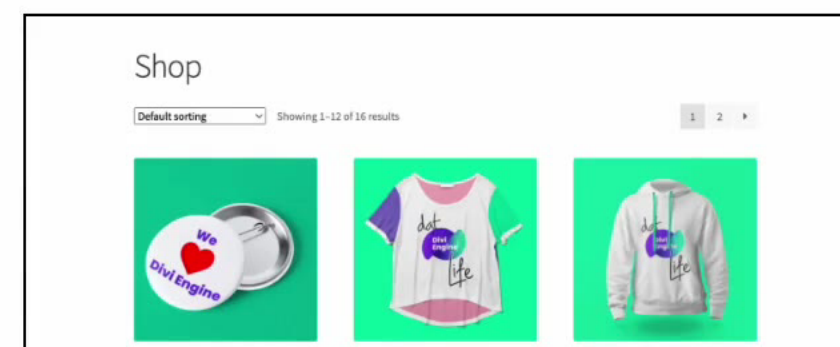 Shop
Default sorting
Showing 1–12 of 16 results
1 2
We
Divi Engine
dat
Divi
Engine
Life
dat
Divi
Engine
Life